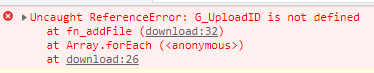 Uncaught ReferenceError: G_UploadID is not defined
at fn_addFile (download:32)
at Array.forEach (<anonymous>)
at download:26